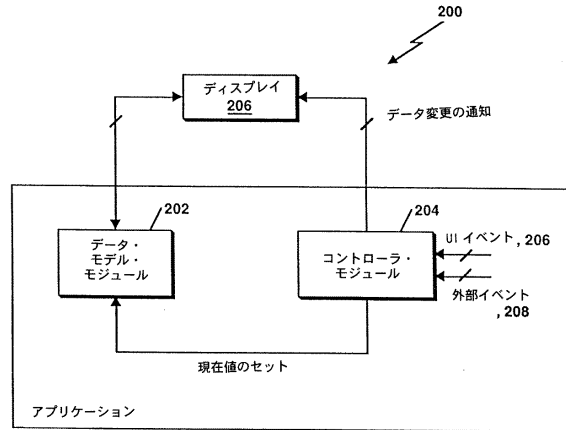 200
ディスプレイ
206
データ変更の通知
202
データ・
モデル・
モジュール
204
コントローラ・
モジュール
UI イベント, 206
外部イベント
, 208
現在値のセット
アプリケーション